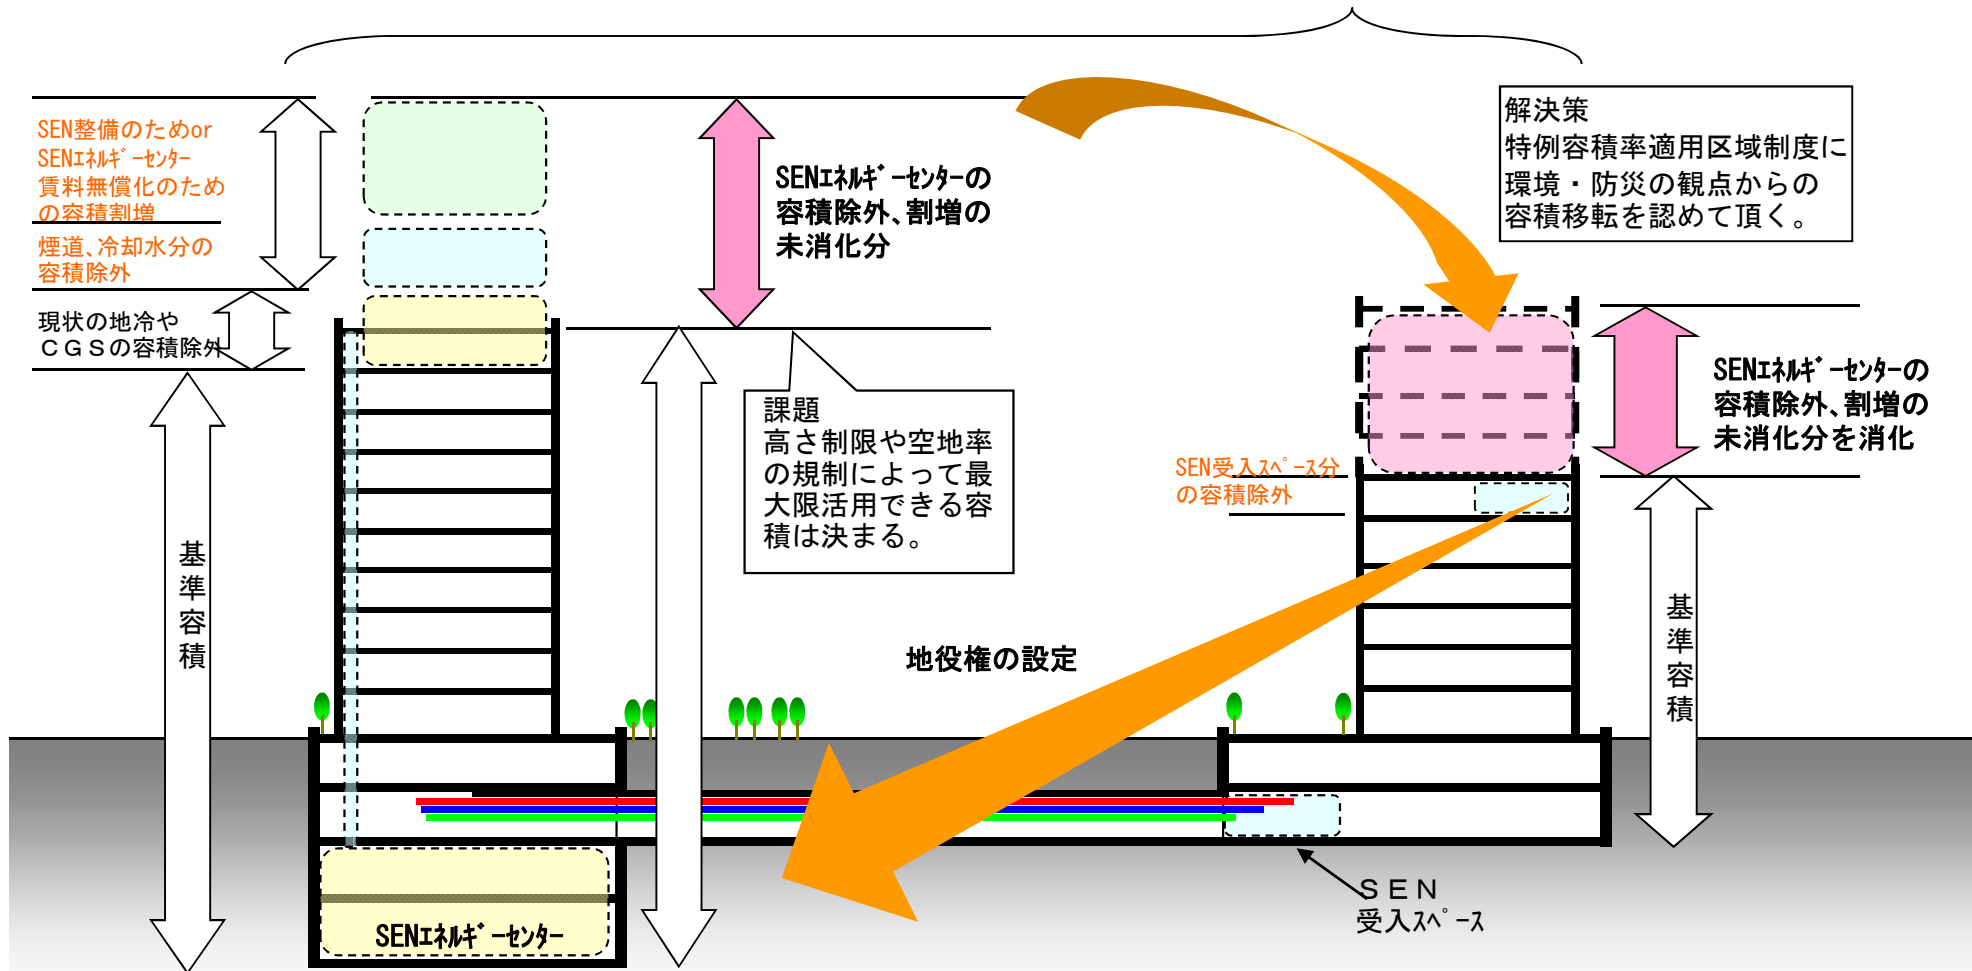 SEN整備のためor
SENｴﾈﾙｷﾞｰｾﾝﾀｰ
賃料無償化のため
の容積割増
煙道、冷却水分の
容積除外
現状の地冷や
ＣＧＳの容積除外
基準容積
SENｴﾈﾙｷﾞｰｾﾝﾀｰの
容積除外､割増の
未消化分
課題
高さ制限や空地率
の規制によって最
大限活用できる容
積は決まる。
解決策
特例容積率適用区域制度に
環境・防災の観点からの
容積移転を認めて頂く。
SENｴﾈﾙｷﾞｰｾﾝﾀｰの
容積除外､割増の
未消化分を消化
SEN受入ｽﾍﾟｰｽ分
の容積除外
基準容積
地役権の設定
ＳＥＮ
受入ｽﾍﾟｰｽ
SENｴﾈﾙｷﾞｰｾﾝﾀｰ